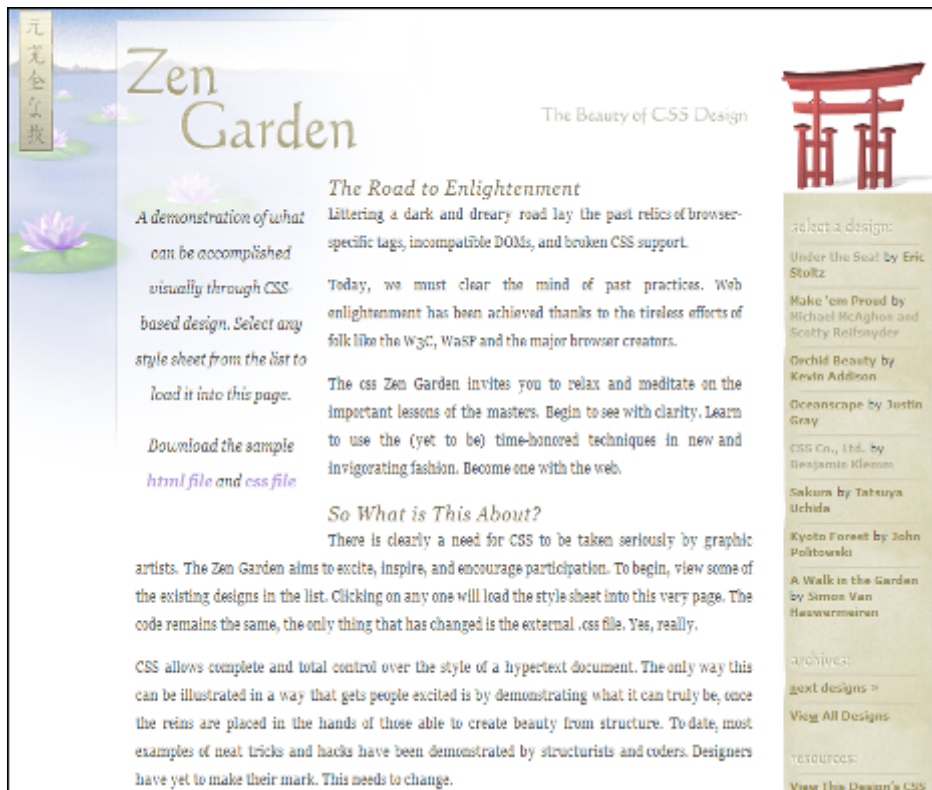 Zen
Garden
The Beauty of CSS Design
A demonstration of what
can be accomplished
visually through CSS-
based design. Select any
style sheet from the list to
load it into this page.
Download the sample
html file and css file
The Road to Enlightenment
Littering a dark and dreary road lay the past relics of browser-
specific tags, incompatible DOMs, and broken CSS support.
Today, we must clear the mind of past practices. Web
enlightenment has been achieved thanks to the tireless efforts of
folk like the W3C, WaSP and the major browser creators.
The css Zen Garden invites you to relax and meditate on the
important lessons of the masters. Begin to see with clarity. Learn
to use the (yet to be) time-honored techniques in new and
invigorating fashion. Become one with the web.
So What is This About?
There is clearly a need for CSS to be taken seriously by graphic
artists. The Zen Garden aims to excite, inspire, and encourage participation. To begin, view some of
the existing designs in the list. Clicking on any one will load the style sheet into this very page. The
code remains the same, the only thing that has changed is the external .css file. Yes, really.
CSS allows complete and total control over the style of a hypertext document. The only way this
can be illustrated in a way that gets people excited is by demonstrating what it can truly be, once
the reins are placed in the hands of those able to create beauty from structure. To date, most
examples of neat tricks and hacks have been demonstrated by structurists and coders. Designers
have yet to make their mark. This needs to change.
select a design:
Under the Sea! by Eric
Stoltz
Make 'em Proud by
Michael McAghon and
Scotty Reifsnyder
Orchid Beauty by
Kevin Addison
Oceanscape by Justin
Gray
CSS Co., Ltd. by
Benjamin Klemm
Sakura by Tatsuya
Uchida
Kyoto Forest by John
Politowski
A Walk in the Garden
by Simon Van
Hauwermeiren
archives:
next designs »
View All Designs
resources:
View This Design's CSS